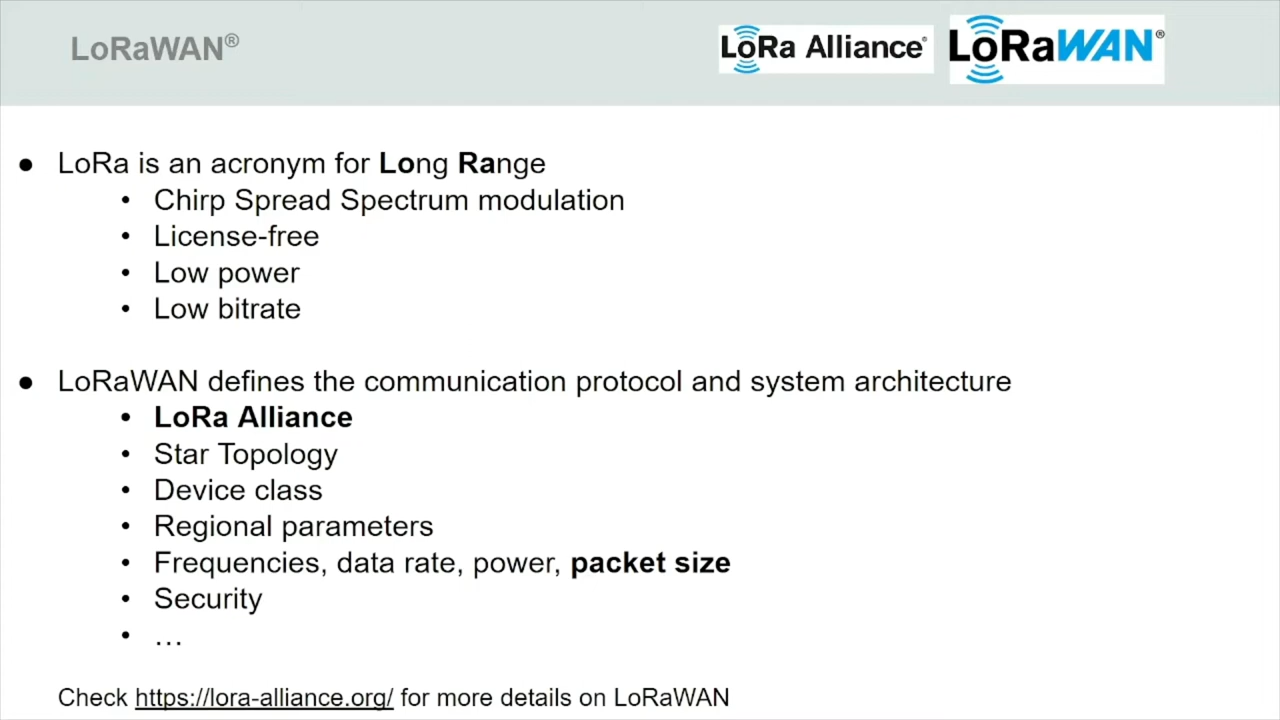 LoRaWAN®
LoRa Alliance®
LoRaWAN®
● LoRa is an acronym for Long Range
• Chirp Spread Spectrum modulation
• License-free
• Low power
• Low bitrate
● LoRaWAN defines the communication protocol and system architecture
• LoRa Alliance
• Star Topology
• Device class
• Regional parameters
• Frequencies, data rate, power, packet size
• Security
• …
Check https://lora-alliance.org/ for more details on LoRaWAN